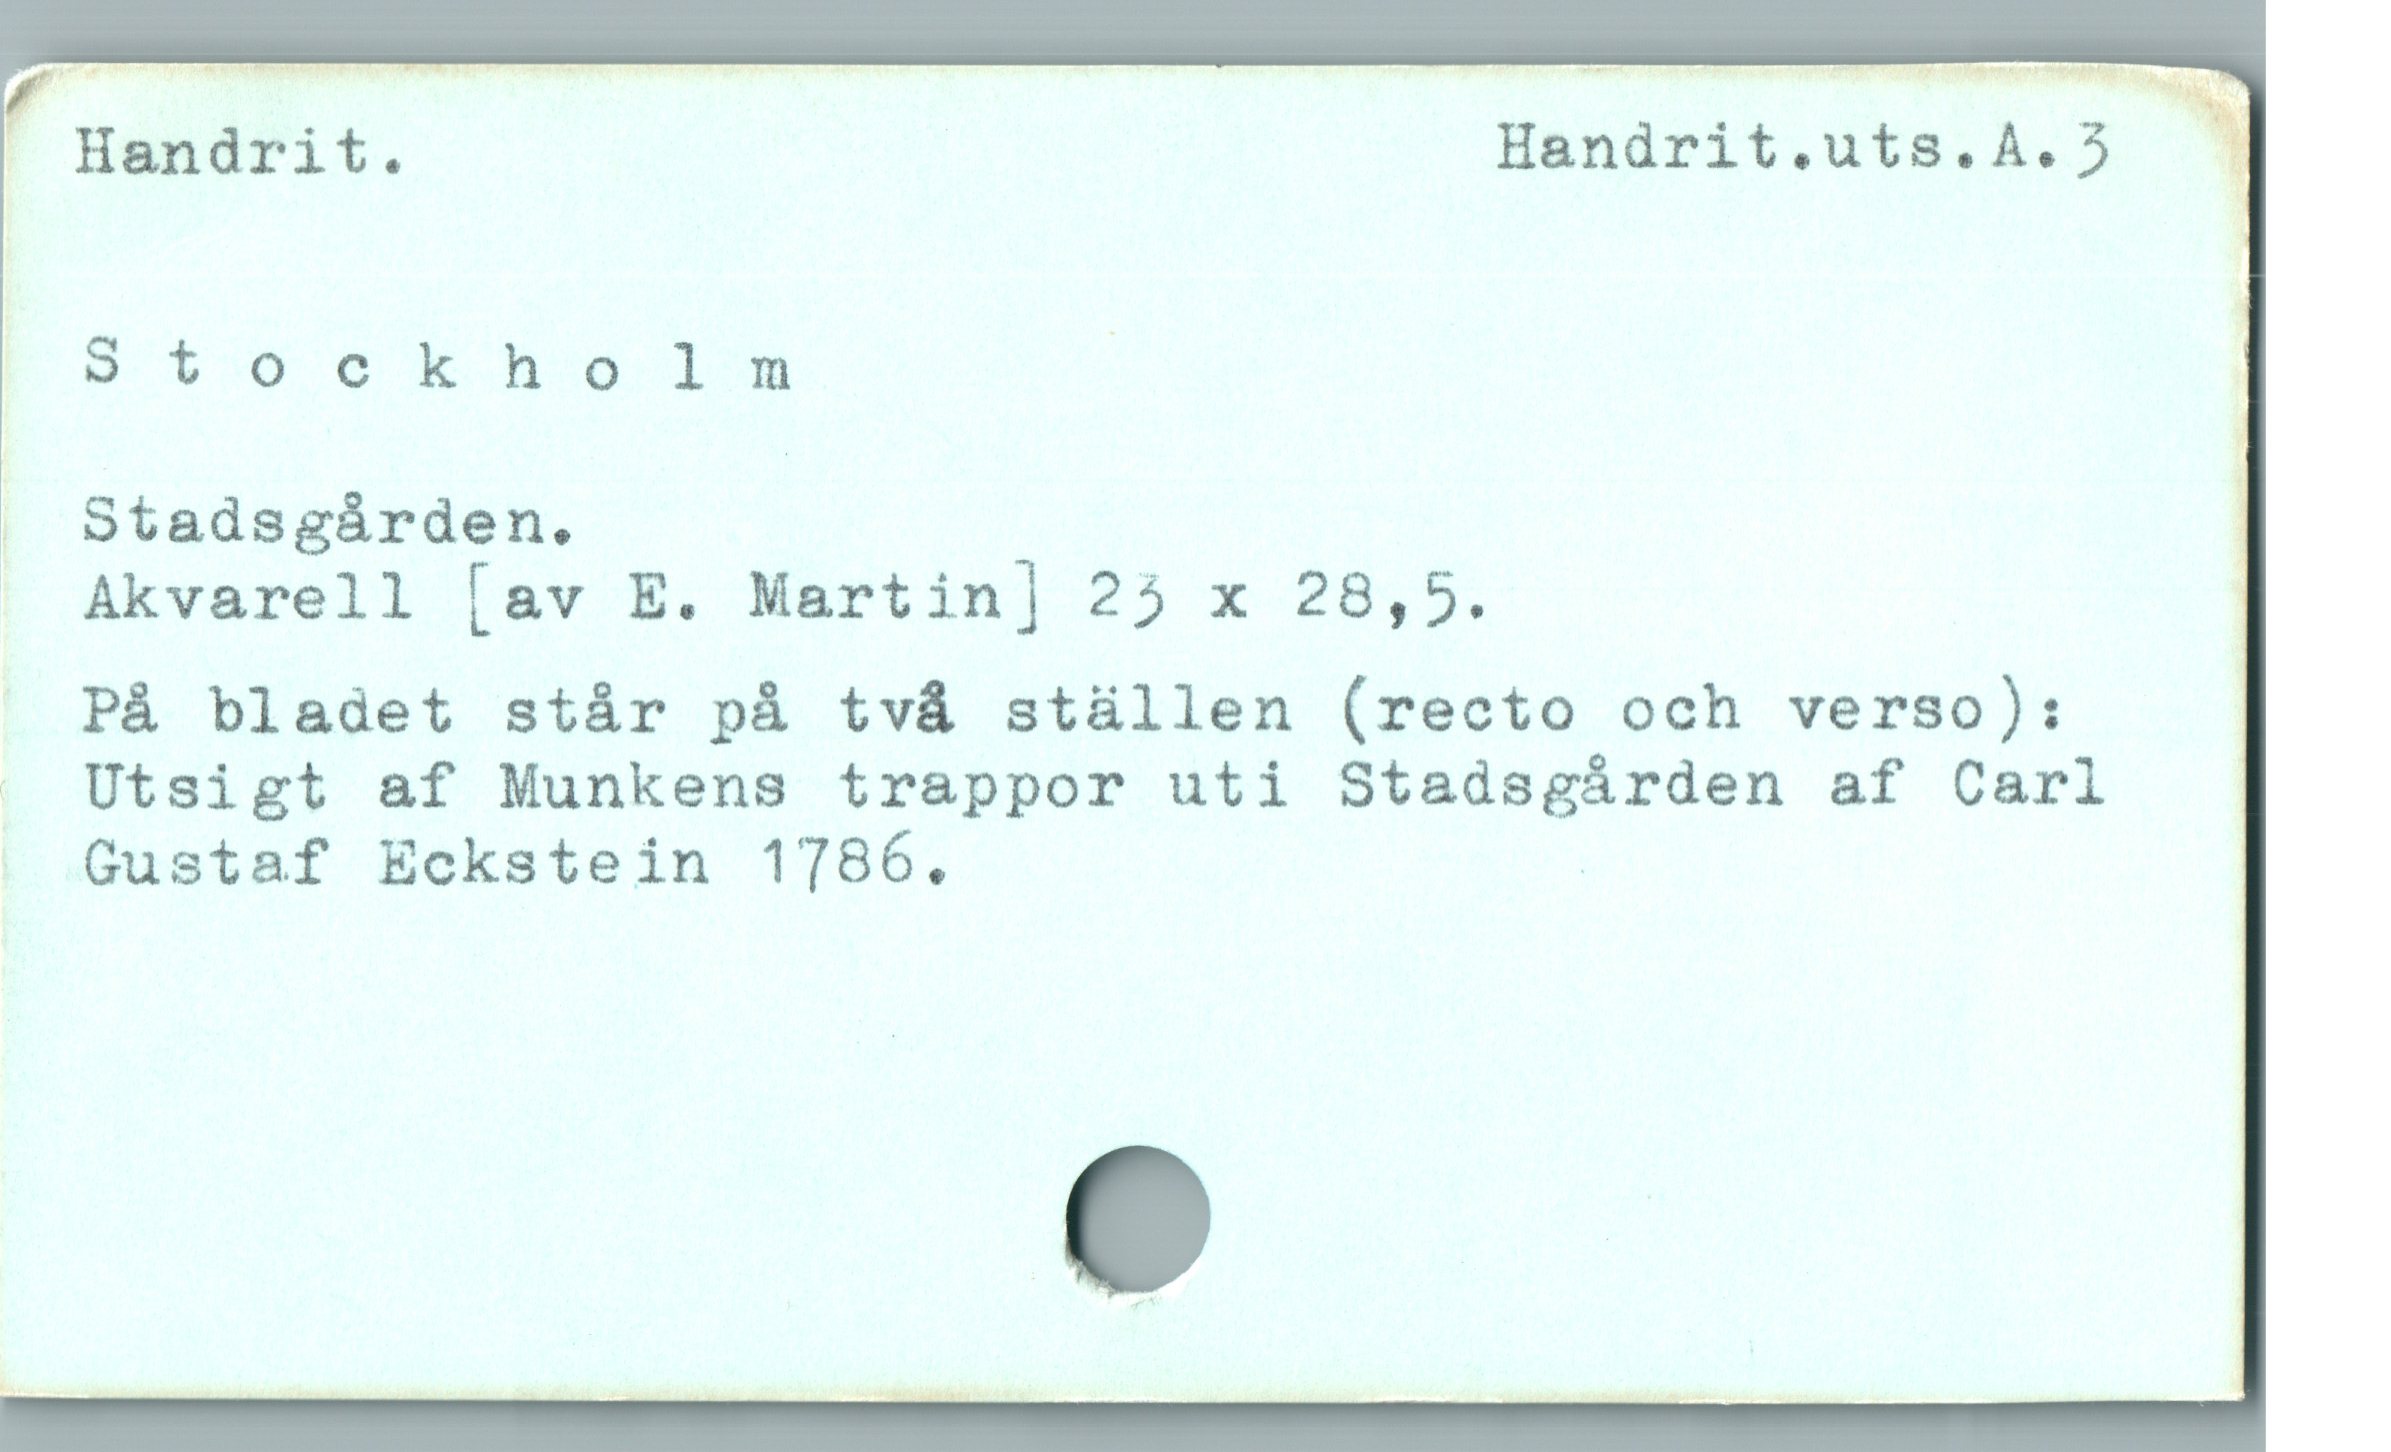 Handrit. Handrit.uts.A.3
S t o c k h o l m
Stadsgården.
Akvarell [av E. Martin] 23 x 28,5.
På bladet står på två ställen (recto och verso):
Utsigt af Munkens trappor uti Stadsgården af Carl
Gustaf Eckstein 1786.